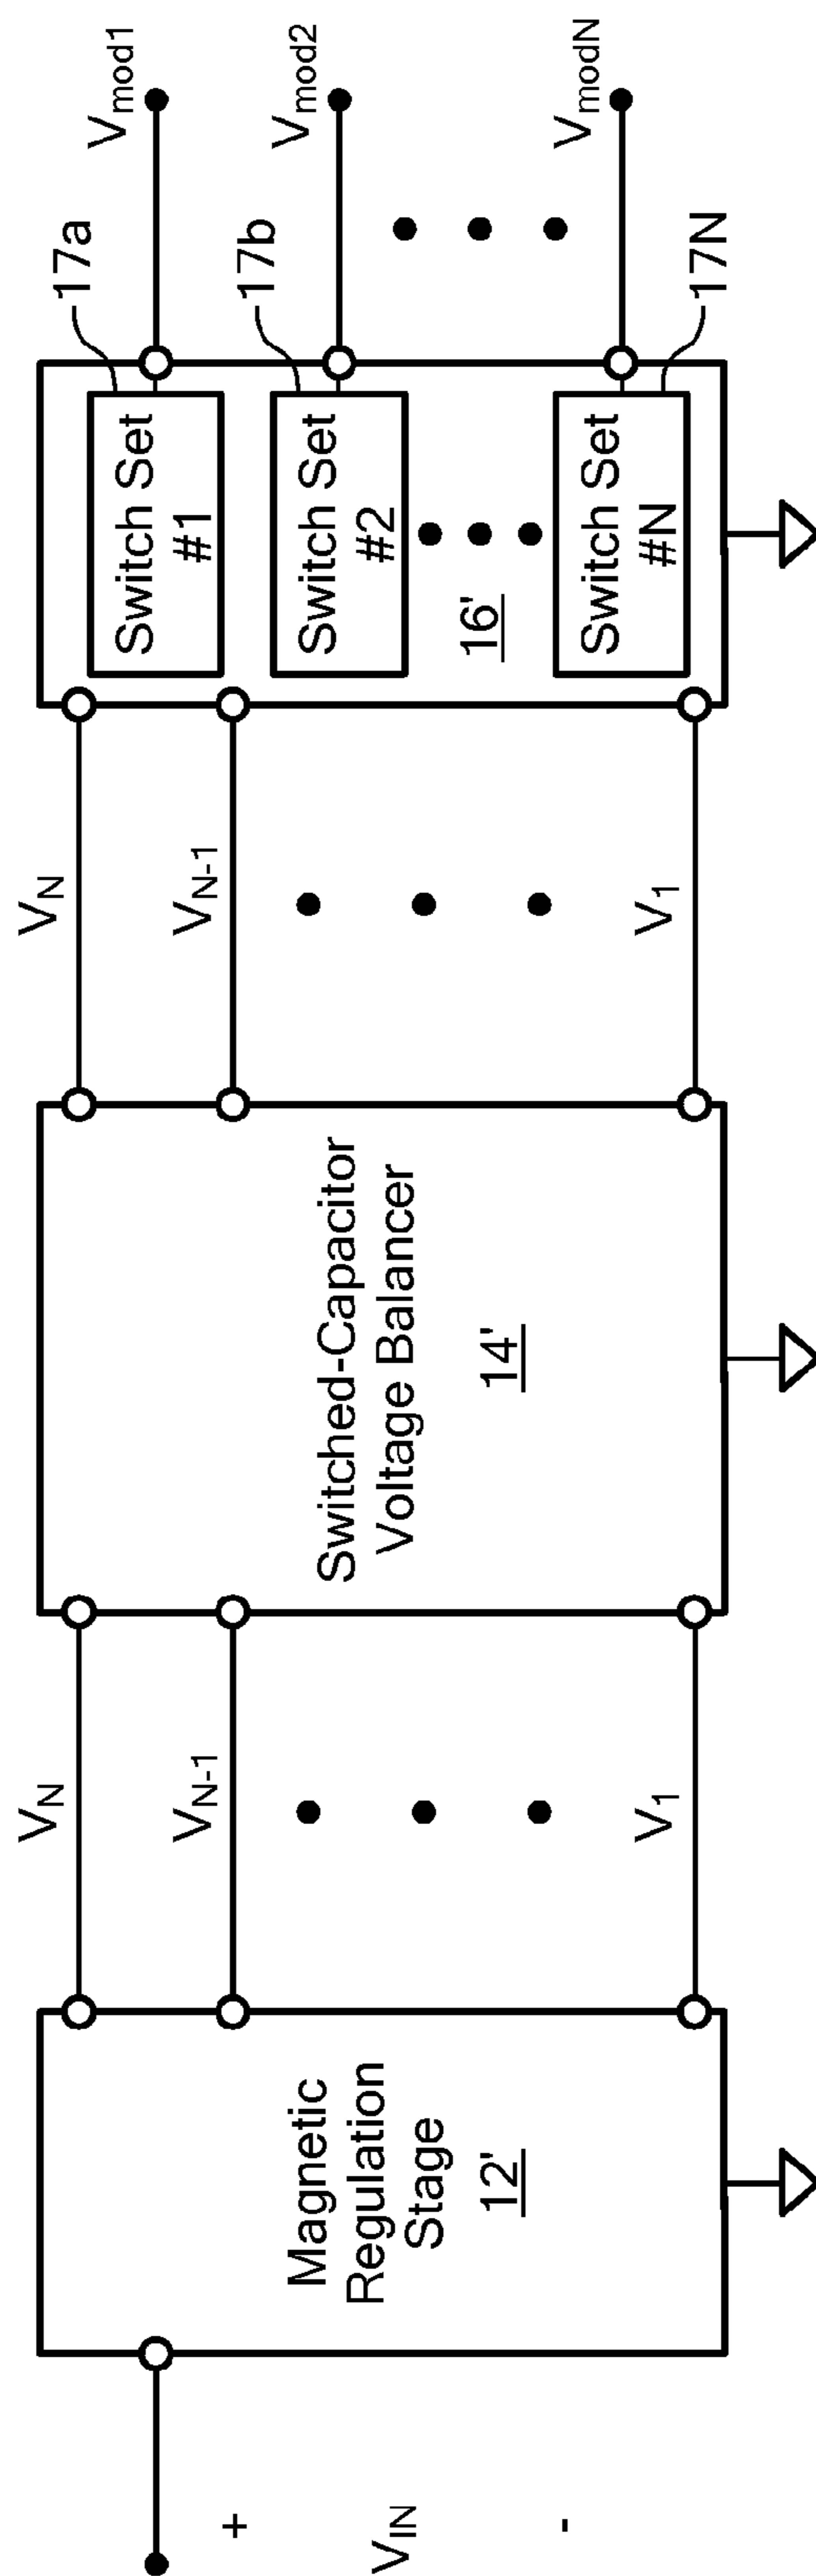 +
V_IN
-
Magnetic
Regulation
Stage
12'
V_N
V_N-1
V_1
Switched-Capacitor
Voltage Balancer
14'
V_N
V_N-1
V_1
Switch Set
#1
Switch Set
#2
16'
Switch Set
#N
17a
17b
17N
V_mod1
V_mod2
V_modN